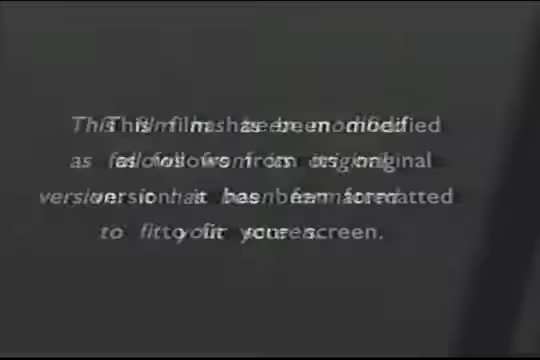 This film has been modified
as follows from its original
version: it has been formatted
to fit your screen.